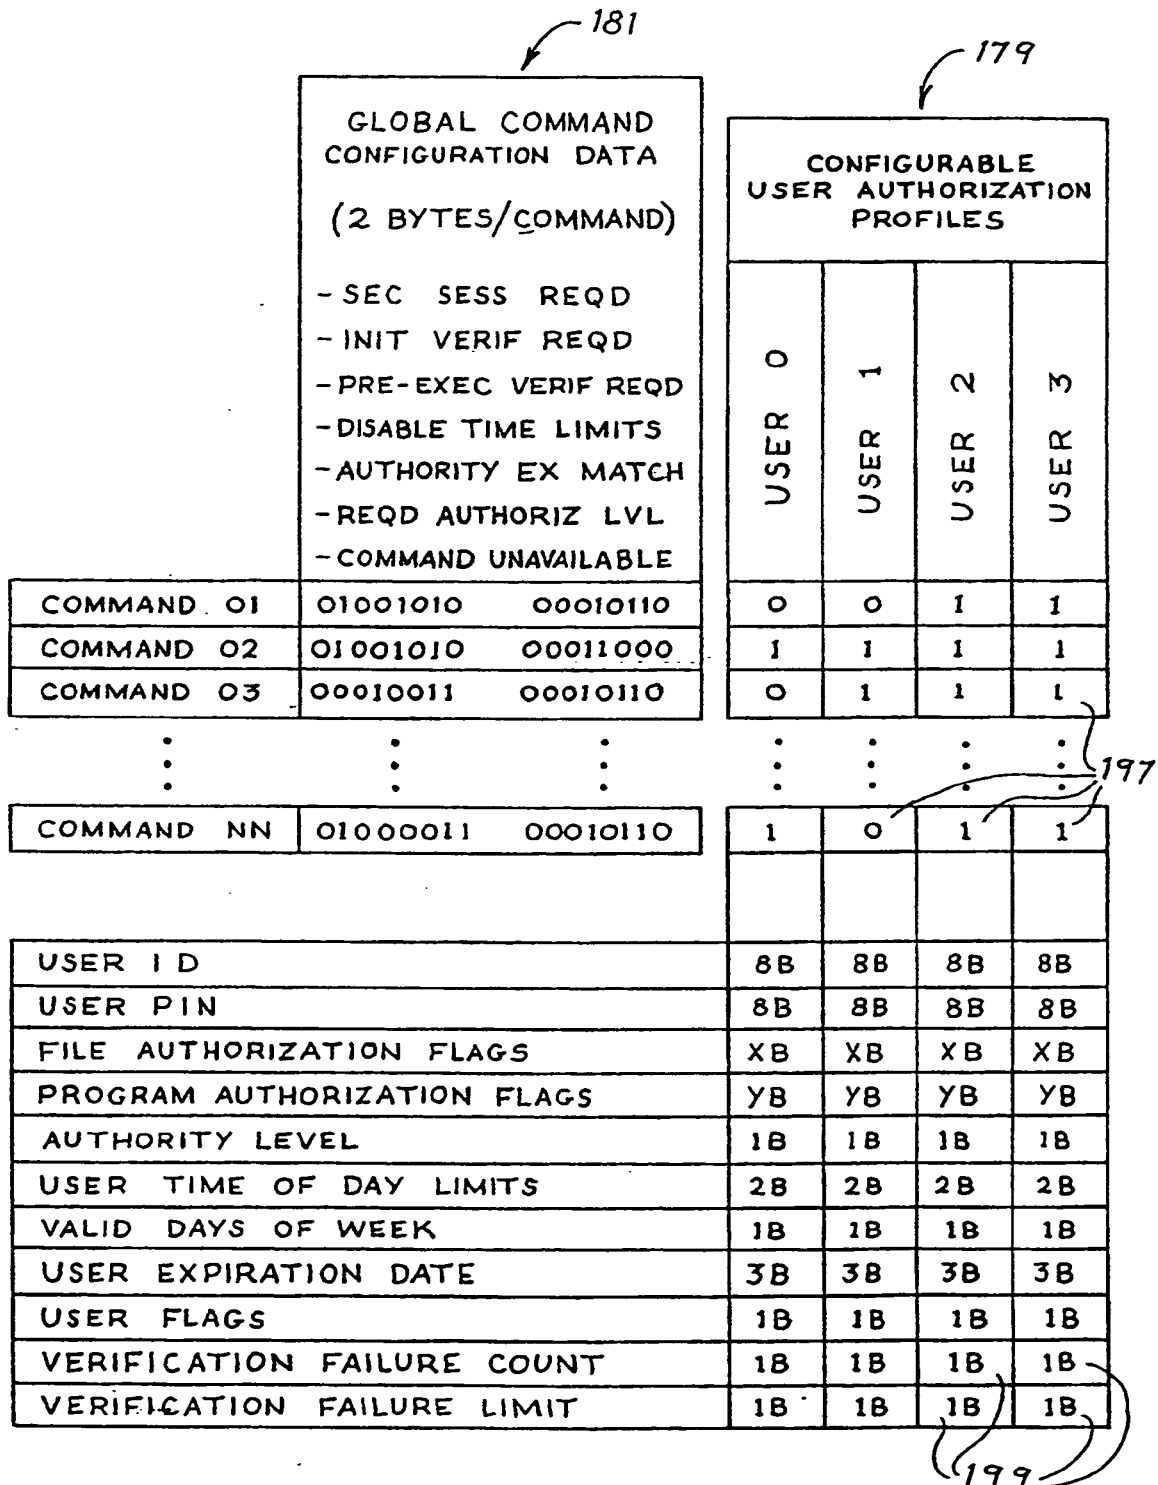 181
179
GLOBAL COMMAND
CONFIGURATION DATA
(2 BYTES/COMMAND)
- SEC SESS REQD
- INIT VERIF REQD
- PRE-EXEC VERIF REQD
- DISABLE TIME LIMITS
- AUTHORITY EX MATCH
- REQD AUTHORIZ LVL
- COMMAND UNAVAILABLE
CONFIGURABLE
USER AUTHORIZATION
PROFILES
USER 0
USER 1
USER 2
USER 3
COMMAND 01 01001010 00010110 0 0 1 1
COMMAND 02 01001010 00011000 1 1 1 1
COMMAND 03 00010011 00010110 0 1 1 1
197
COMMAND NN 01000011 00010110 1 0 1 1
USER ID 8B 8B 8B 8B
USER PIN 8B 8B 8B 8B
FILE AUTHORIZATION FLAGS XB XB XB XB
PROGRAM AUTHORIZATION FLAGS YB YB YB YB
AUTHORITY LEVEL 1B 1B 1B 1B
USER TIME OF DAY LIMITS 2B 2B 2B 2B
VALID DAYS OF WEEK 1B 1B 1B 1B
USER EXPIRATION DATE 3B 3B 3B 3B
USER FLAGS 1B 1B 1B 1B
VERIFICATION FAILURE COUNT 1B 1B 1B 1B
VERIFICATION FAILURE LIMIT 1B 1B 1B 1B
199